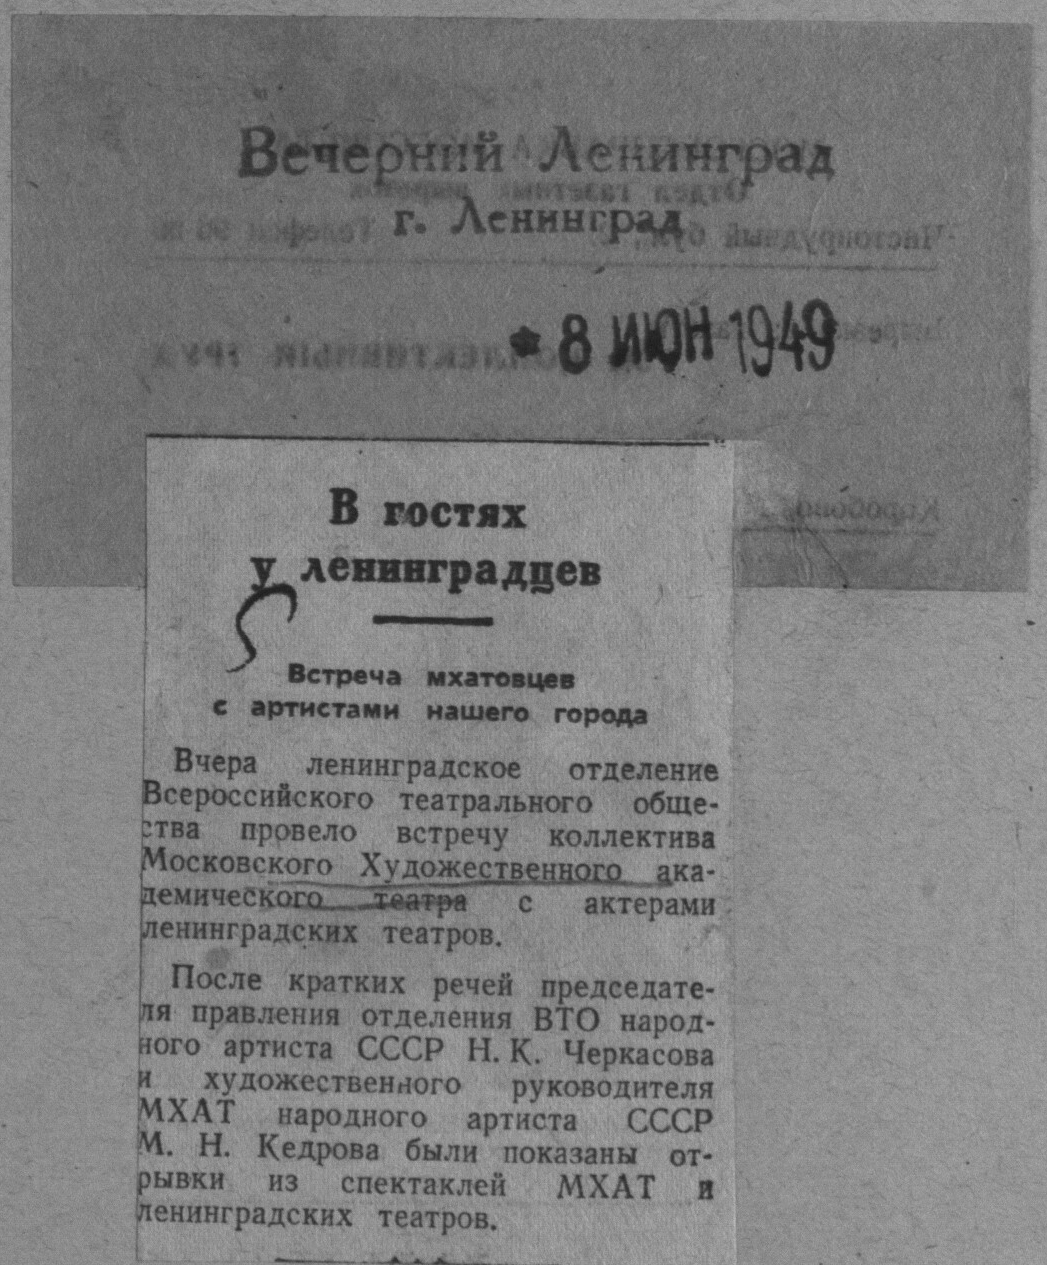 Вечерний Ленинград
г. Ленинград
8 ИЮН 1949
В гостях
у ленинградцев
Встреча мхатовцев
с артистами нашего города
Вчера ленинградское отделение
Всероссийского театрального обще-
ства провело встречу коллектива
Московского Художественного ака-
демического театра с актерами
ленинградских театров.
После кратких речей председате-
ля правления отделения ВТО народ-
ного артиста СССР Н. К. Черкасова
и художественного руководителя
МХАТ народного артиста СССР
М. Н. Кедрова были показаны от-
рывки из спектаклей МХАТ и
ленинградских театров.